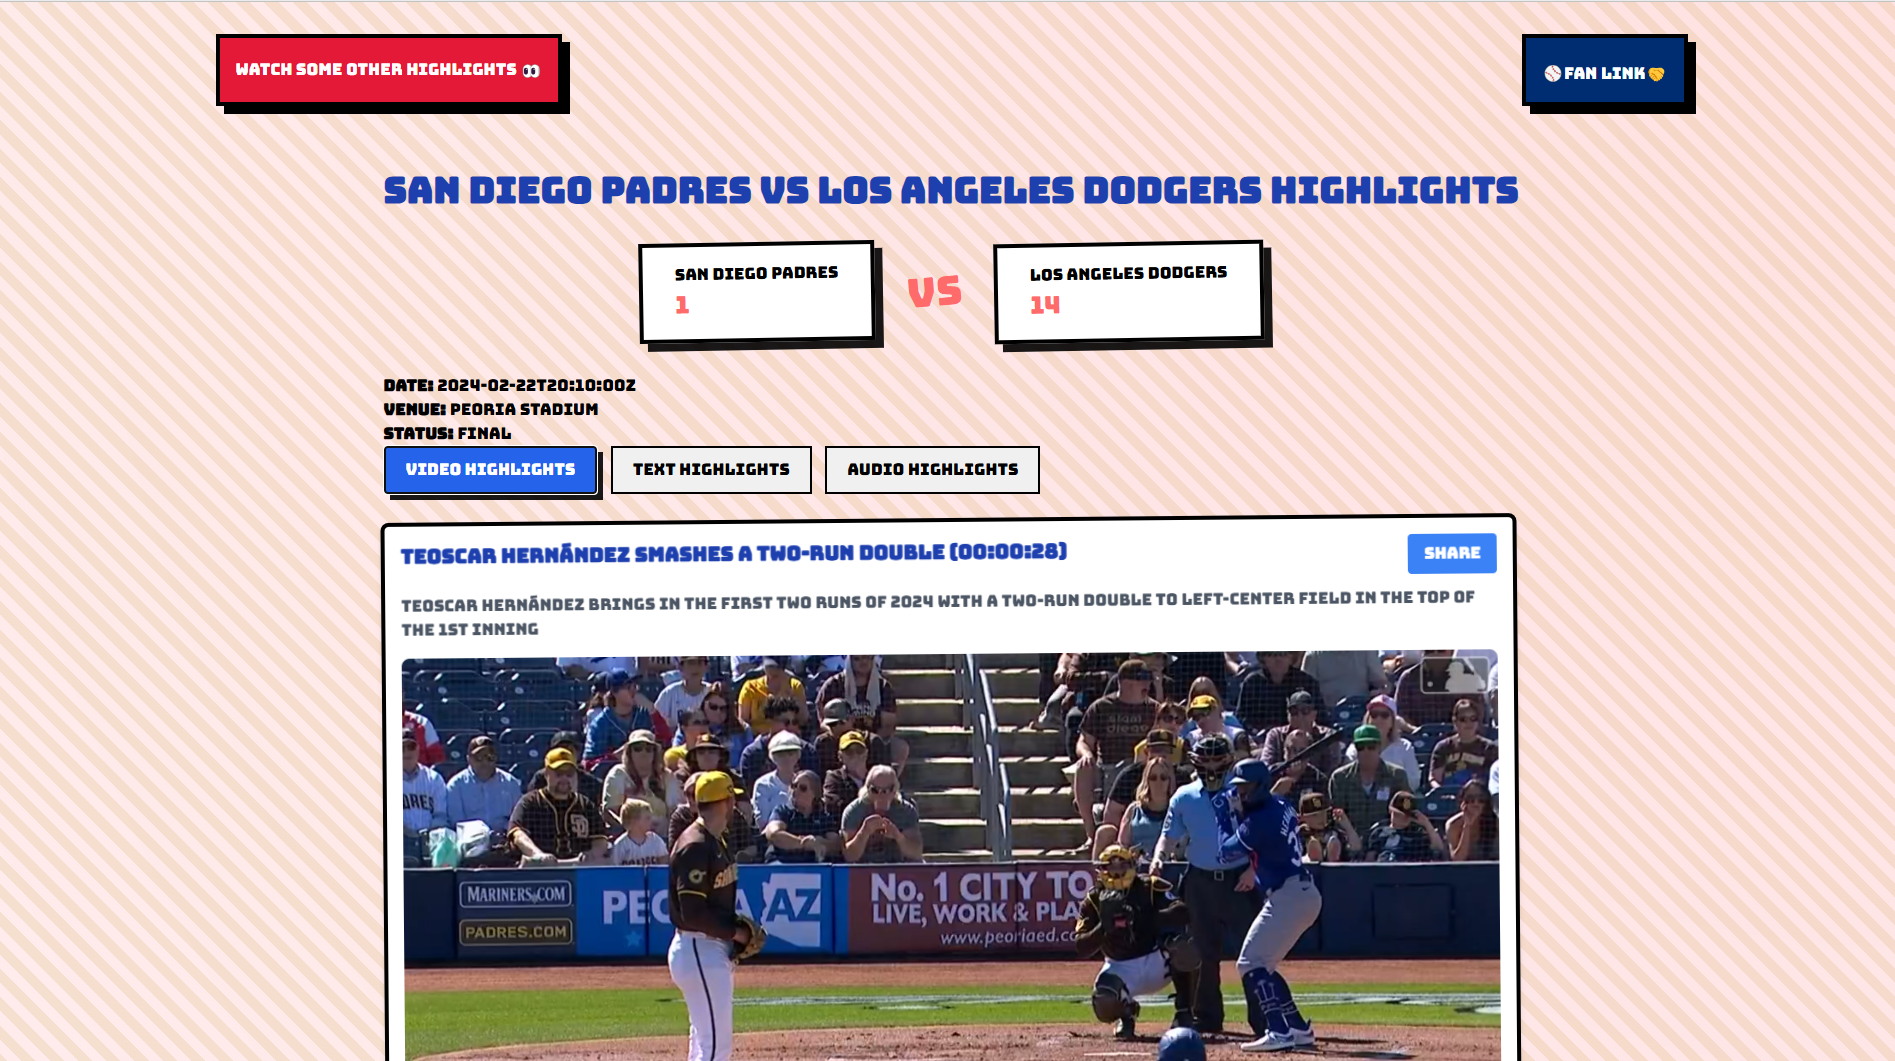 WATCH SOME OTHER HIGHLIGHTS 👀
⚾FAN LINK🤝
SAN DIEGO PADRES VS LOS ANGELES DODGERS HIGHLIGHTS
SAN DIEGO PADRES
1
VS
LOS ANGELES DODGERS
14
DATE: 2024-02-22T20:10:00Z
VENUE: PEORIA STADIUM
STATUS: FINAL
VIDEO HIGHLIGHTS
TEXT HIGHLIGHTS
AUDIO HIGHLIGHTS
TEOSCAR HERNÁNDEZ SMASHES A TWO-RUN DOUBLE (00:00:28)
SHARE
TEOSCAR HERNÁNDEZ BRINGS IN THE FIRST TWO RUNS OF 2024 WITH A TWO-RUN DOUBLE TO LEFT-CENTER FIELD IN THE TOP OF
THE 1ST INNING
MARINERS.COM
PADRES.COM
AZ
No. 1 CITY TO
LIVE, WORK &
www.peoriaed.c